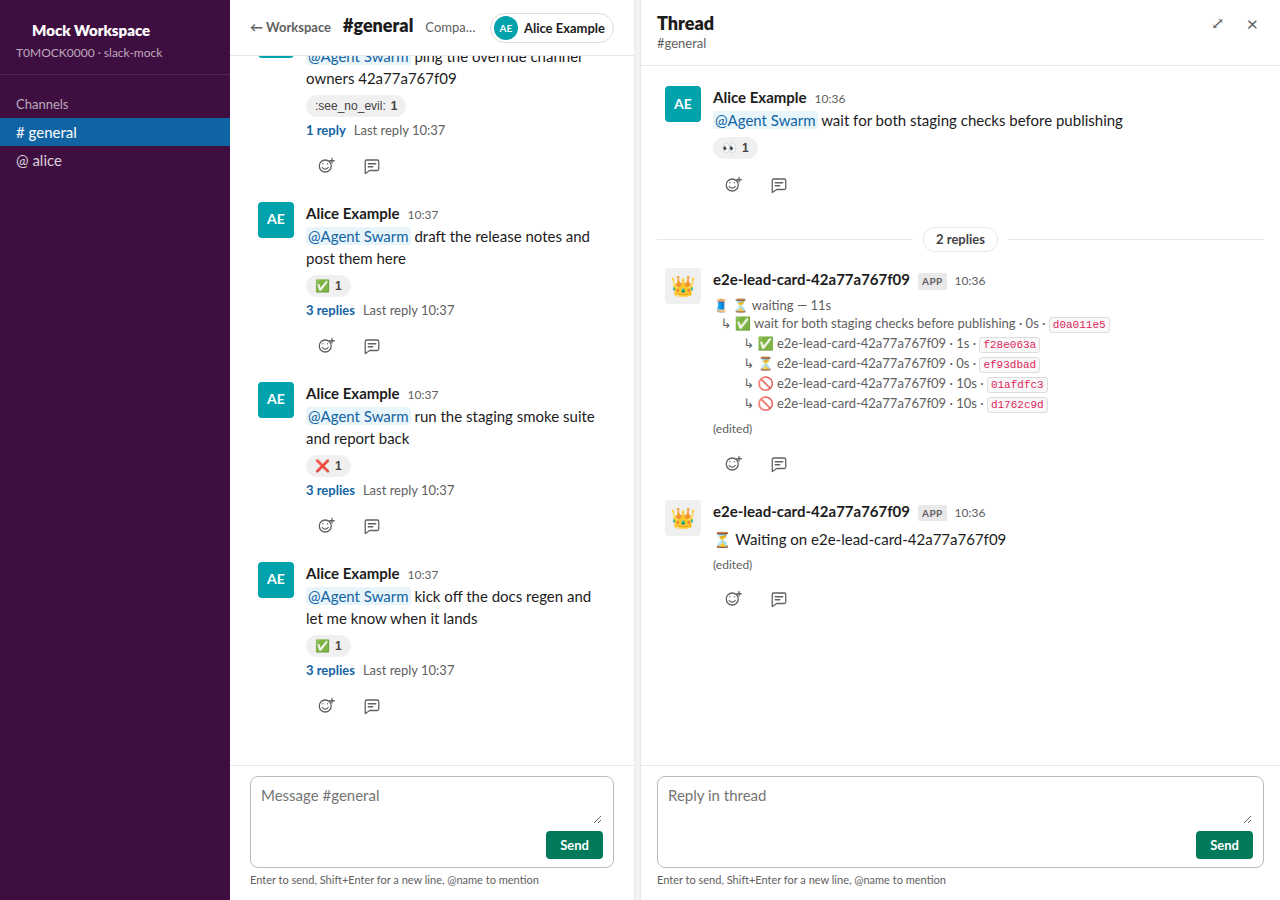 Mock Workspace
T0MOCK0000 · slack-mock
Channels
# general
@ alice
← Workspace #general Compa... AE Alice Example
@Agent Swarm ping the override channel
owners 42a77a767f09
:see_no_evil: 1
1 reply Last reply 10:37
AE Alice Example 10:37
@Agent Swarm draft the release notes and
post them here
✅ 1
3 replies Last reply 10:37
AE Alice Example 10:37
@Agent Swarm run the staging smoke suite
and report back
❌ 1
3 replies Last reply 10:37
AE Alice Example 10:37
@Agent Swarm kick off the docs regen and
let me know when it lands
✅ 1
3 replies Last reply 10:37
Message #general
Send
Enter to send, Shift+Enter for a new line, @name to mention
Thread
#general
AE Alice Example 10:36
@Agent Swarm wait for both staging checks before publishing
👀 1
2 replies
e2e-lead-card-42a77a767f09 APP 10:36
🧵 ⏳ waiting — 11s
↳ ✅ wait for both staging checks before publishing · 0s · d0a011e5
↳ ✅ e2e-lead-card-42a77a767f09 · 1s · f28e063a
↳ ⏳ e2e-lead-card-42a77a767f09 · 0s · ef93dbad
↳ 🚫 e2e-lead-card-42a77a767f09 · 10s · 01afdfc3
↳ 🚫 e2e-lead-card-42a77a767f09 · 10s · d1762c9d
(edited)
e2e-lead-card-42a77a767f09 APP 10:36
⏳ Waiting on e2e-lead-card-42a77a767f09
(edited)
Reply in thread
Send
Enter to send, Shift+Enter for a new line, @name to mention